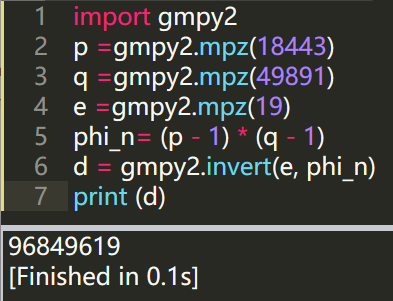 1 import gmpy2
2 p =gmpy2.mpz(18443)
3 q =gmpy2.mpz(49891)
4 e =gmpy2.mpz(19)
5 phi_n= (p - 1) * (q - 1)
6 d = gmpy2.invert(e, phi_n)
7 print (d)
96849619
[Finished in 0.1s]